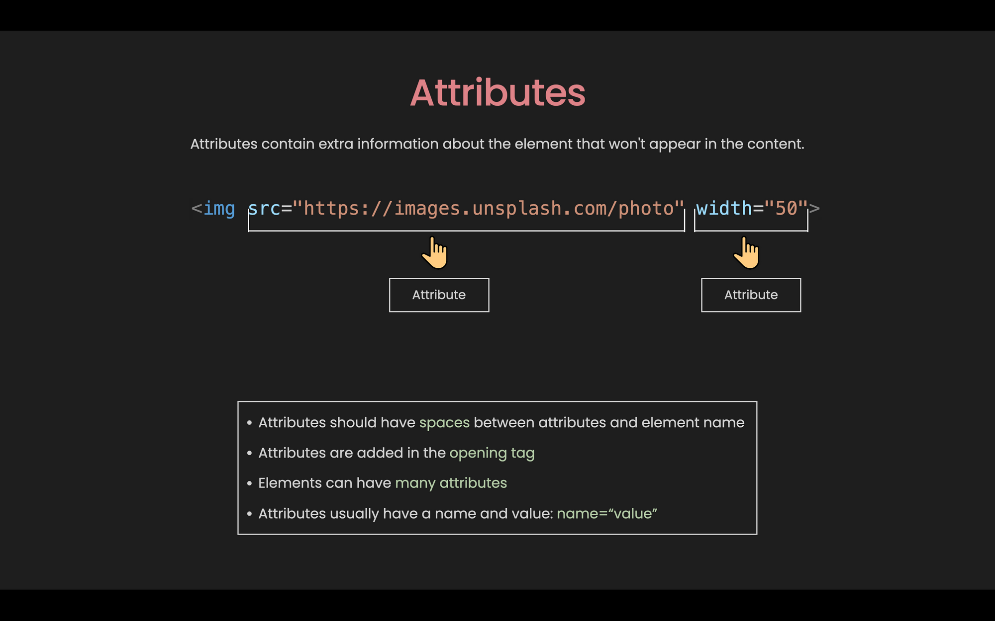 Attributes
Attributes contain extra information about the element that won't appear in the content.
<img src="https://images.unsplash.com/photo" width="50">
Attribute Attribute
• Attributes should have spaces between attributes and element name
• Attributes are added in the opening tag
• Elements can have many attributes
• Attributes usually have a name and value: name=“value”